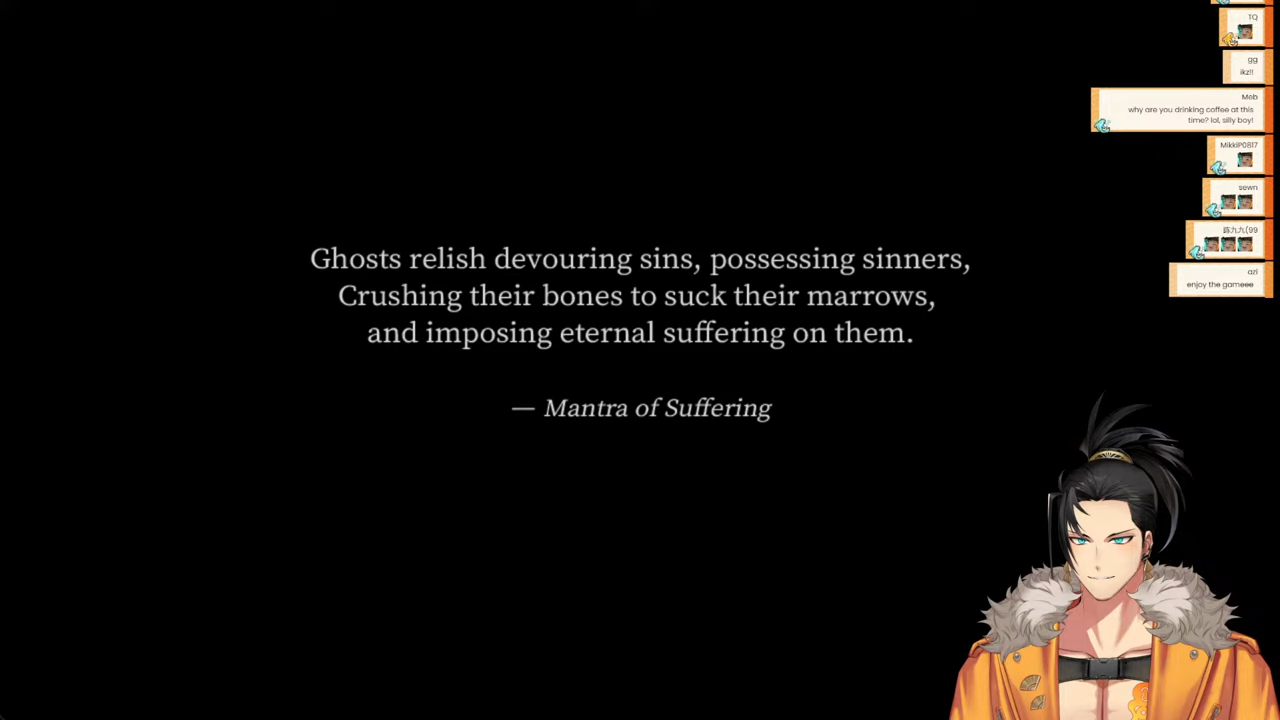 Ghosts relish devouring sins, possessing sinners,
Crushing their bones to suck their marrows,
and imposing eternal suffering on them.
— Mantra of Suffering
TQ
gg
ikz!!
Meb
why are you drinking coffee at this
time? lol, silly boy!
MikkiP0817
sewn
azi
enjoy the gameee